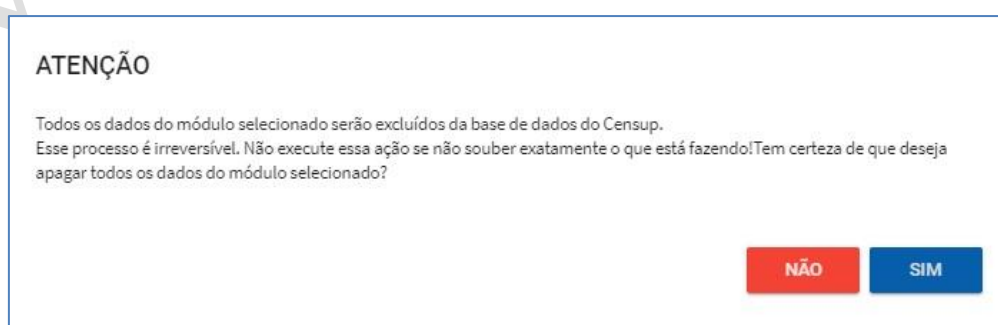 ATENÇÃO
Todos os dados do módulo selecionado serão excluídos da base de dados do Censup.
Esse processo é irreversível. Não execute essa ação se não souber exatamente o que está fazendo!Tem certeza de que deseja
apagar todos os dados do módulo selecionado?
NÃO SIM